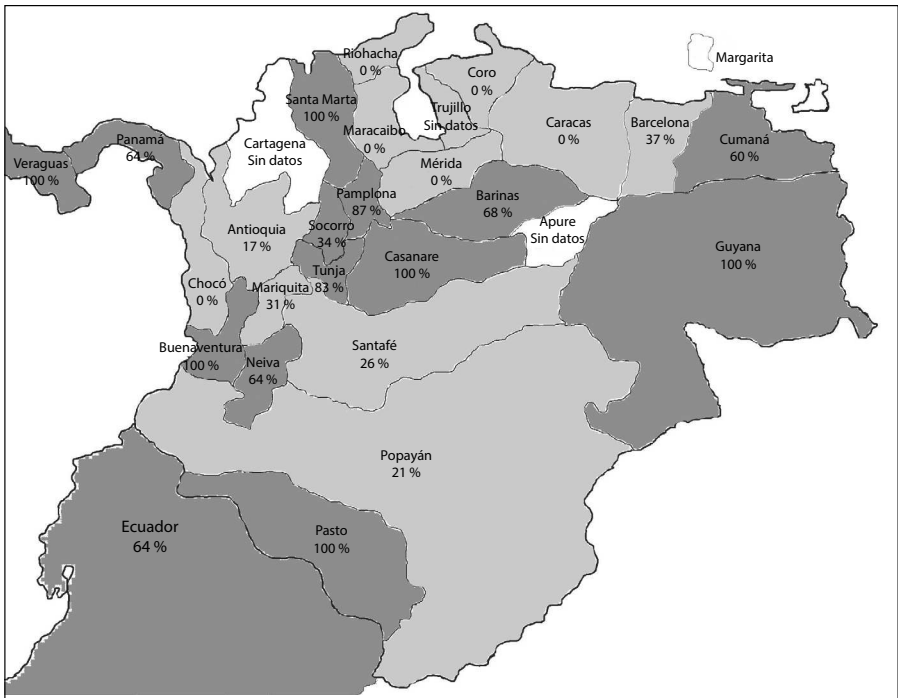 Riohacha
0 %
Coro
0 %
Margarita
Santa Marta
100 %
Trujillo
Sin datos
Maracaibo
0 %
Caracas
0 %
Barcelona
37 %
Cumaná
60 %
Panamá
64 %
Veraguas
100 %
Cartagena
Sin datos
Mérida
0 %
Pamplona
87 %
Barinas
68 %
Apure
Sin datos
Antioquia
17 %
Socorro
34 %
Casanare
100 %
Guyana
100 %
Tunja
83 %
Chocó
0 %
Mariquita
31 %
Buenaventura
100 %
Neiva
64 %
Santafé
26 %
Popayán
21 %
Ecuador
64 %
Pasto
100 %